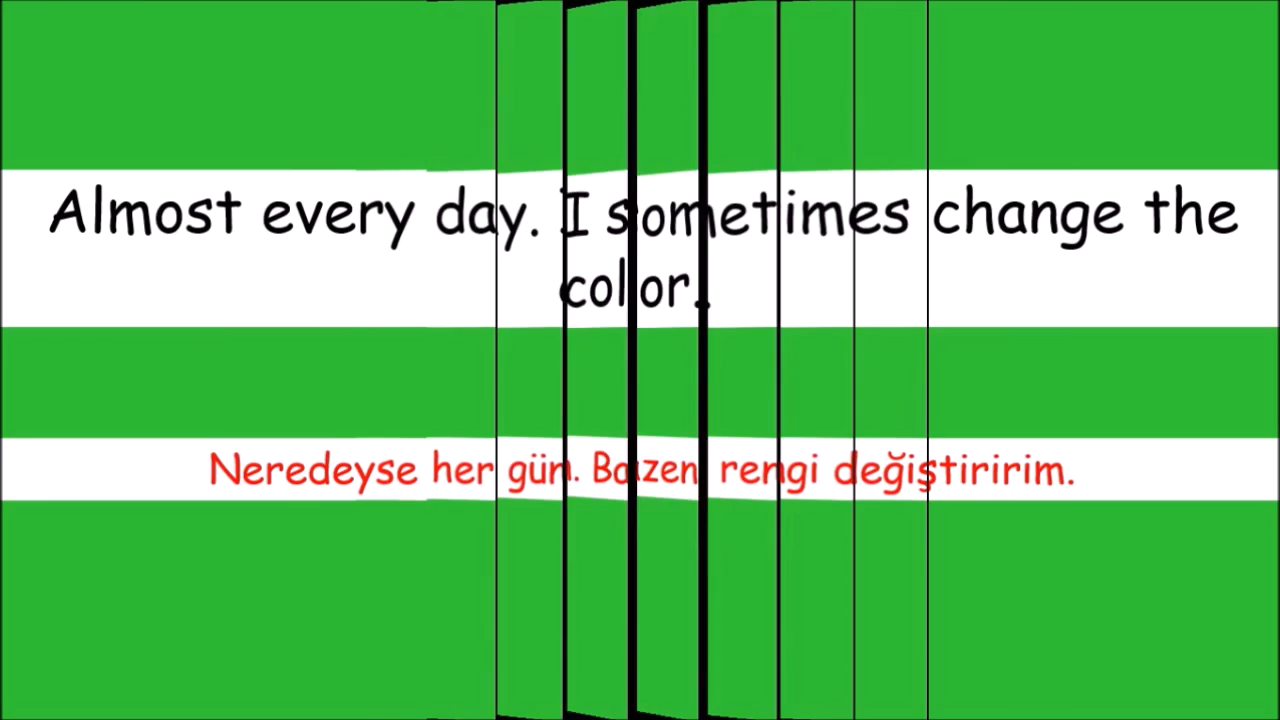 Almost every day. I sometimes change the
color.
Neredeyse her gün. Bazen rengi değiştiririm.